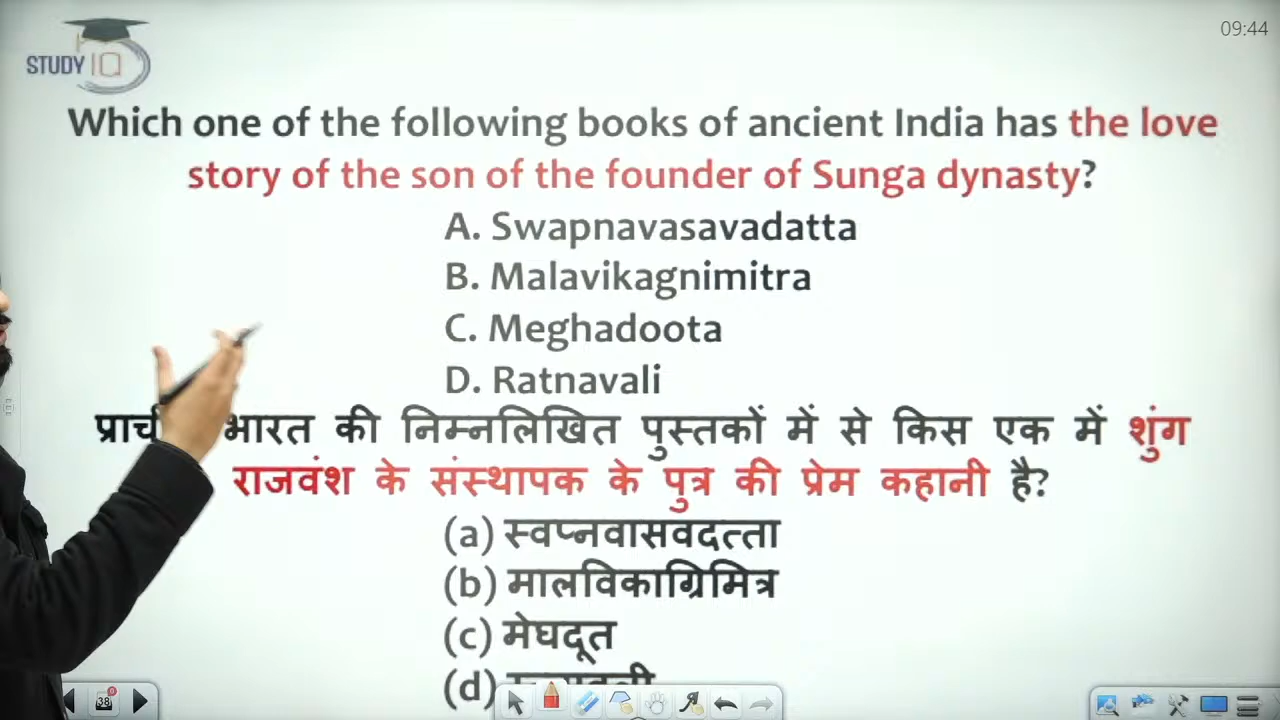 09:44
STUDY IQ
Which one of the following books of ancient India has the love
story of the son of the founder of Sunga dynasty?
A. Swapnavasavadatta
B. Malavikagnimitra
C. Meghadoota
D. Ratnavali
भारत की निम्नलिखित पुस्तकों में से किस एक में शुंग
राजवंश के संस्थापक के पुत्र की प्रेम कहानी है?
(a) स्वप्नवासवदत्ता
(b) मालविकाग्रिमित्र
(c) मेघदूत
(d)
38